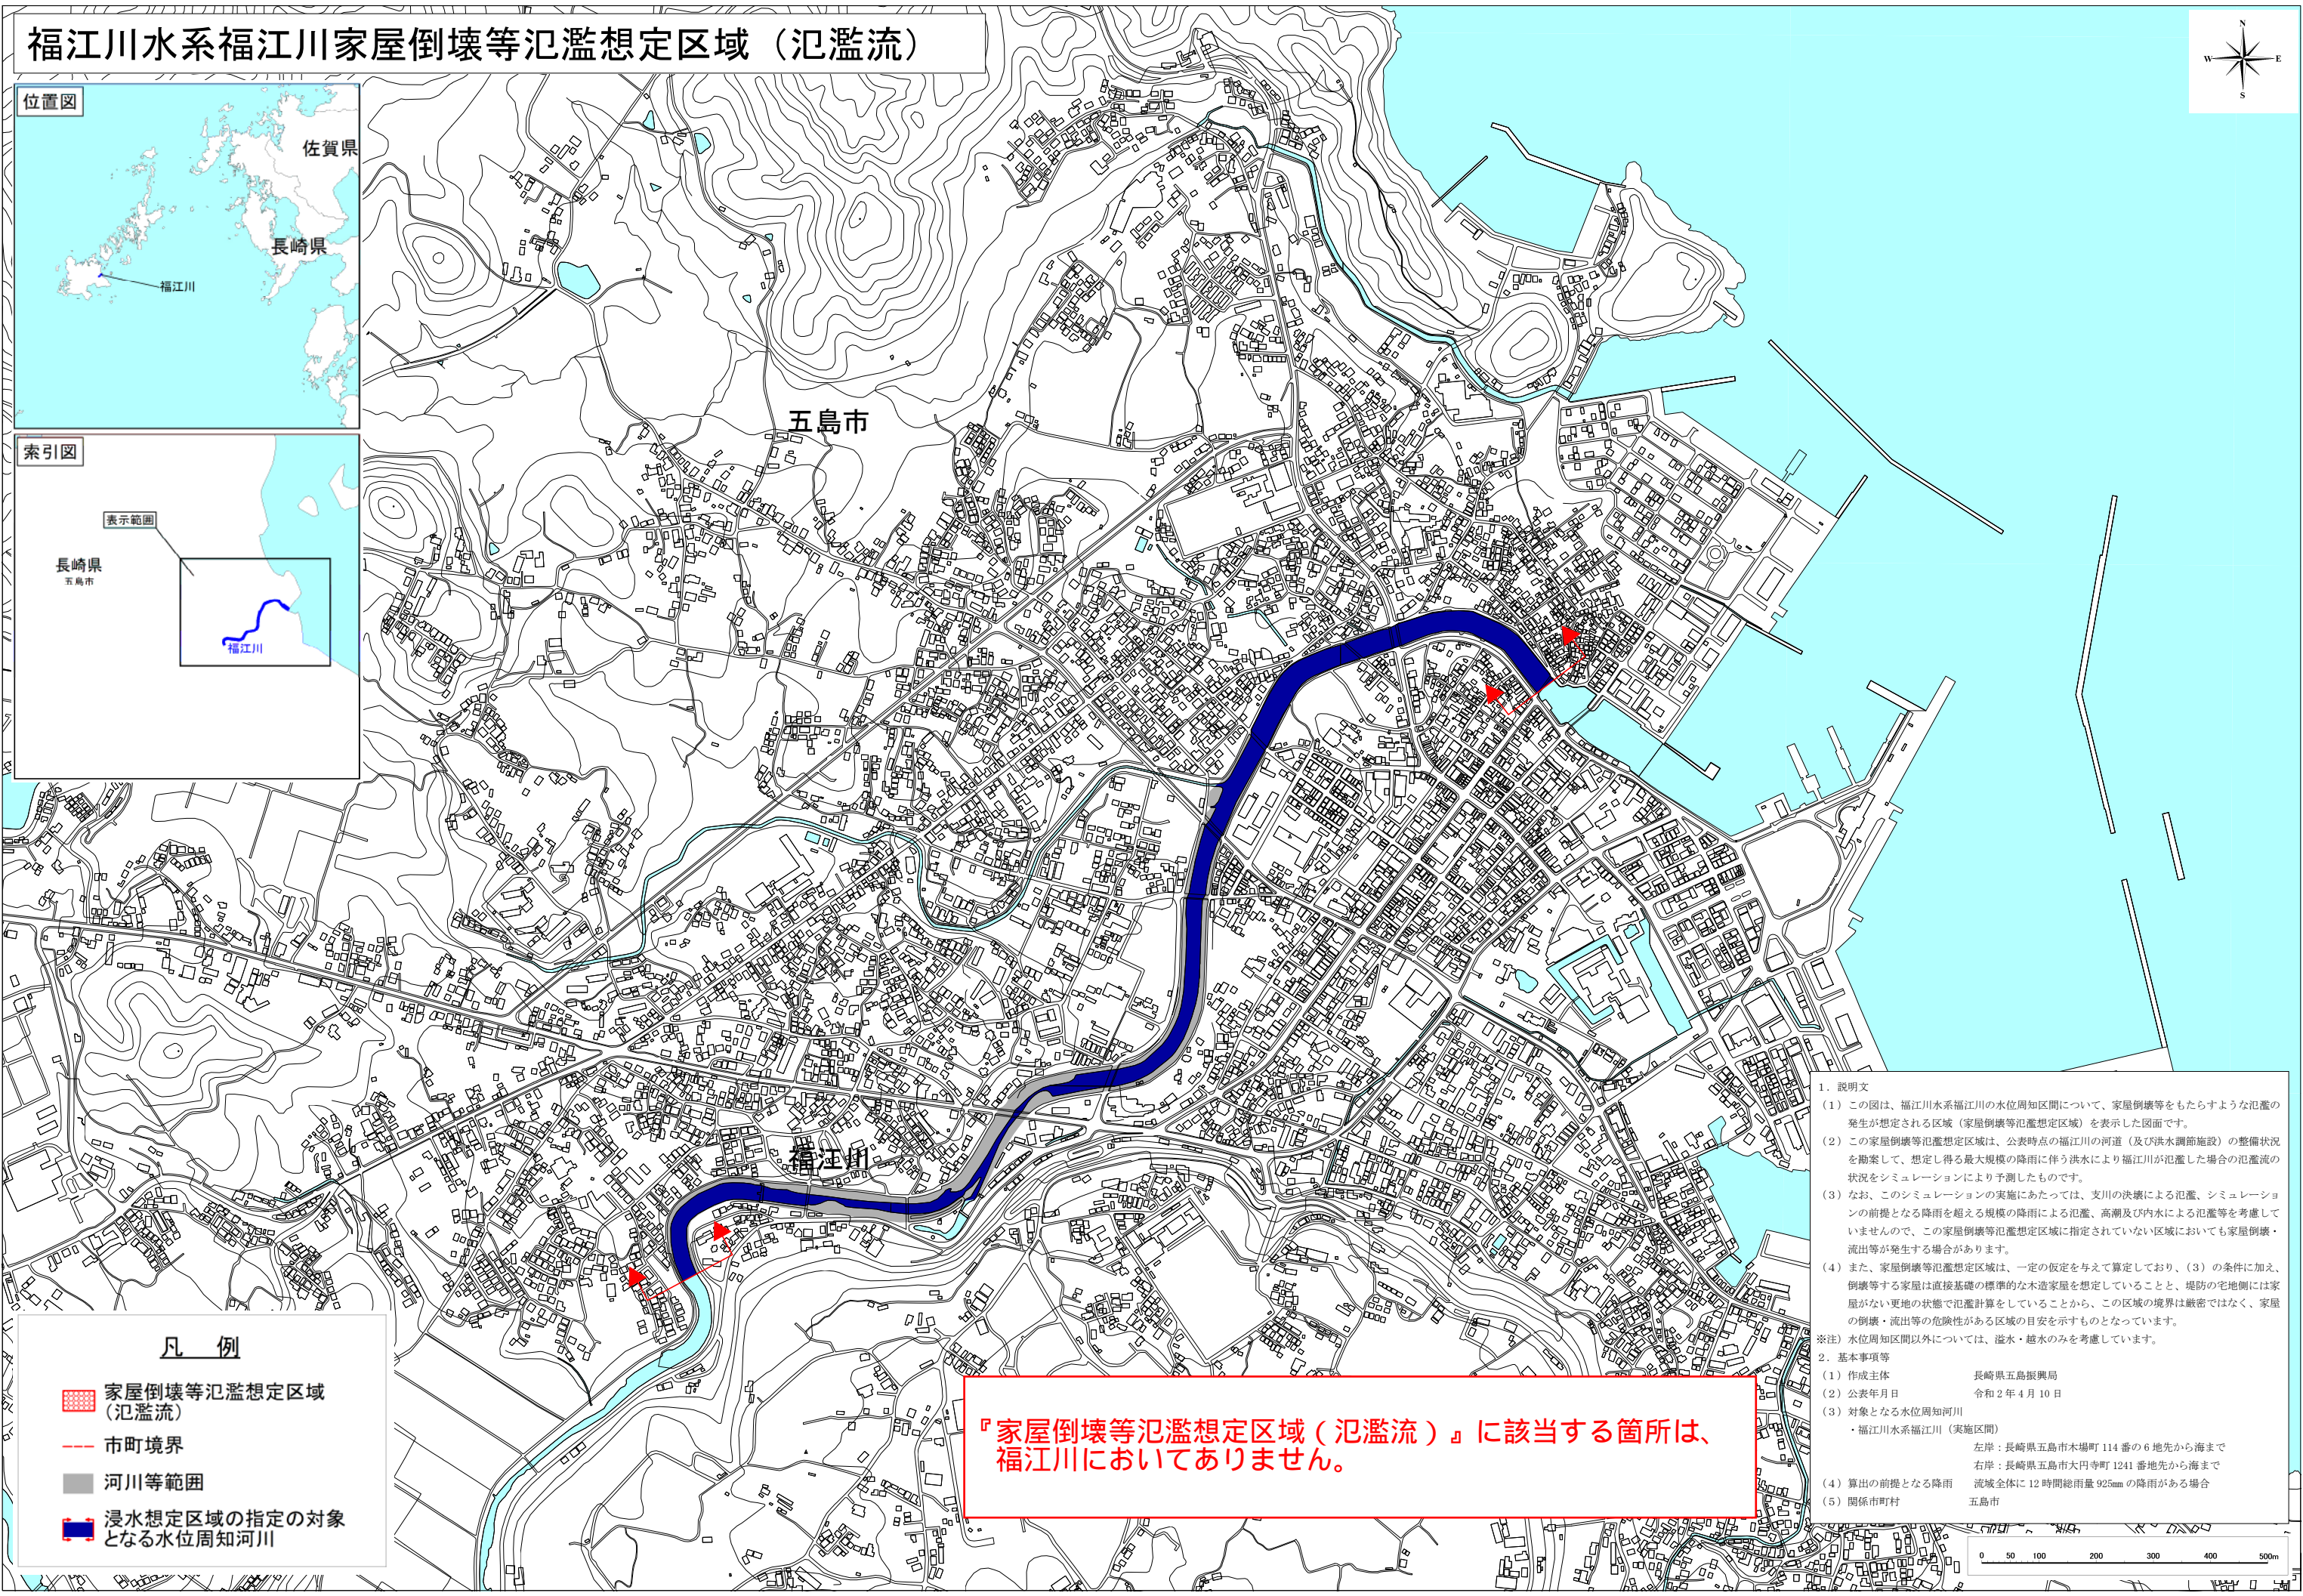 福江川水系福江川家屋倒壊等氾濫想定区域（氾濫流）
N
W
E
S
位置図
佐賀県
長崎県
福江川
索引図
表示範囲
長崎県
五島市
福江川
五島市
福江川
凡　例
家屋倒壊等氾濫想定区域
（氾濫流）
市町境界
河川等範囲
浸水想定区域の指定の対象
となる水位周知河川
『家屋倒壊等氾濫想定区域（氾濫流）』に該当する箇所は、
福江川においてありません。
1．説明文
（1）この図は、福江川水系福江川の水位周知区間について、家屋倒壊等をもたらすような氾濫の
発生が想定される区域（家屋倒壊等氾濫想定区域）を表示した図面です。
（2）この家屋倒壊等氾濫想定区域は、公表時点の福江川の河道（及び洪水調節施設）の整備状況
を勘案して、想定し得る最大規模の降雨に伴う洪水により福江川が氾濫した場合の氾濫流の
状況をシミュレーションにより予測したものです。
（3）なお、このシミュレーションの実施にあたっては、支川の決壊による氾濫、シミュレーショ
ンの前提となる降雨を超える規模の降雨による氾濫、高潮及び内水による氾濫等を考慮して
いませんので、この家屋倒壊等氾濫想定区域に指定されていない区域においても家屋倒壊・
流出等が発生する場合があります。
（4）また、家屋倒壊等氾濫想定区域は、一定の仮定を与えて算定しており、（3）の条件に加え、
倒壊等する家屋は直接基礎の標準的な木造家屋を想定していることと、堤防の宅地側には家
屋がない更地の状態で氾濫計算をしていることから、この区域の境界は厳密ではなく、家屋
の倒壊・流出等の危険性がある区域の目安を示すものとなっています。
※注）水位周知区間以外については、溢水・越水のみを考慮しています。
2．基本事項等
（1）作成主体　長崎県五島振興局
（2）公表年月日　令和2年4月10日
（3）対象となる水位周知河川
・福江川水系福江川（実施区間）
左岸：長崎県五島市木場町114番の6地先から海まで
右岸：長崎県五島市大円寺町1241番地先から海まで
（4）算出の前提となる降雨　流域全体に12時間総雨量925mmの降雨がある場合
（5）関係市町村　五島市
0 50 100 200 300 400 500m